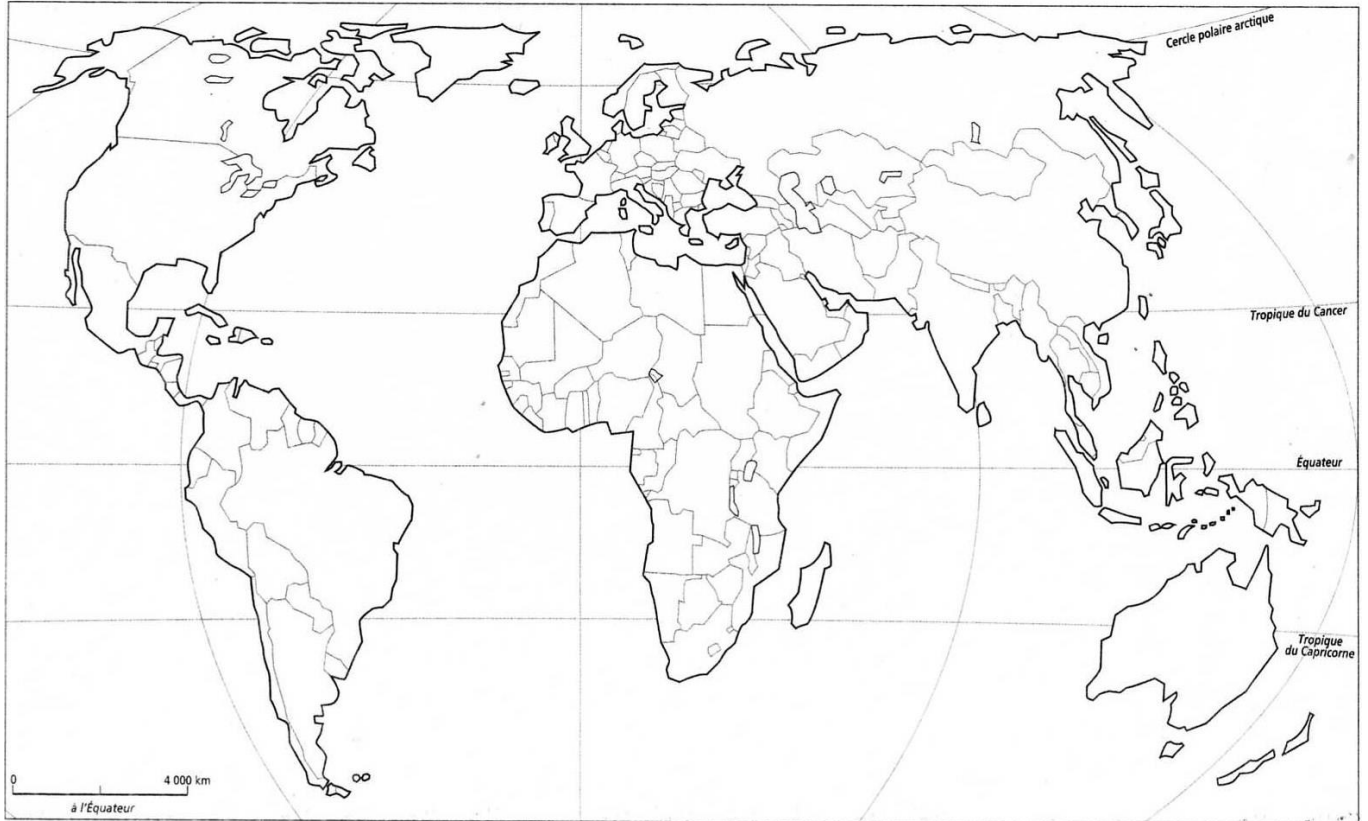 Cercle polaire arctique
Tropique du Cancer
Équateur
Tropique
du Capricorne
0 4 000 km
à l'Équateur